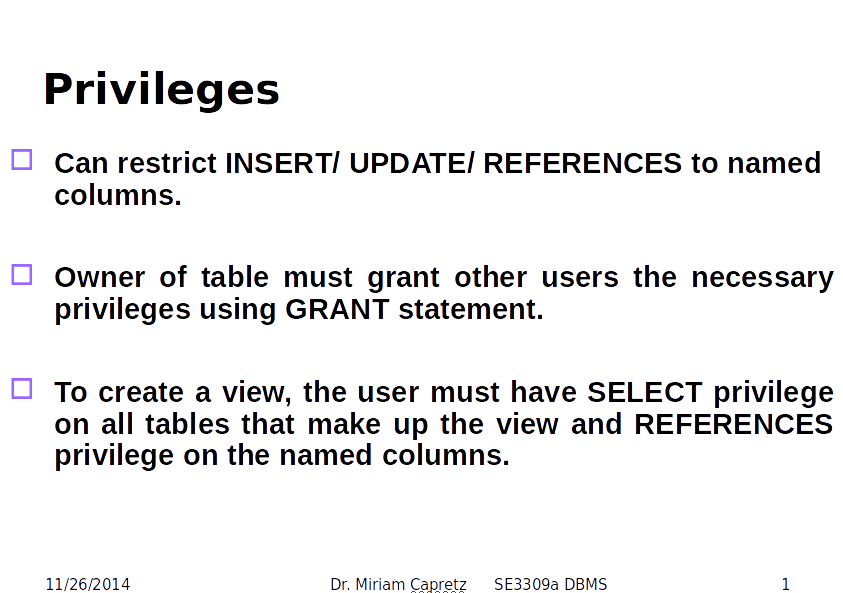 Privileges
Can restrict INSERT/ UPDATE/ REFERENCES to named
columns.
Owner of table must grant other users the necessary
privileges using GRANT statement.
To create a view, the user must have SELECT privilege
on all tables that make up the view and REFERENCES
privilege on the named columns.
11/26/2014 Dr. Miriam Capretz SE3309a DBMS 1